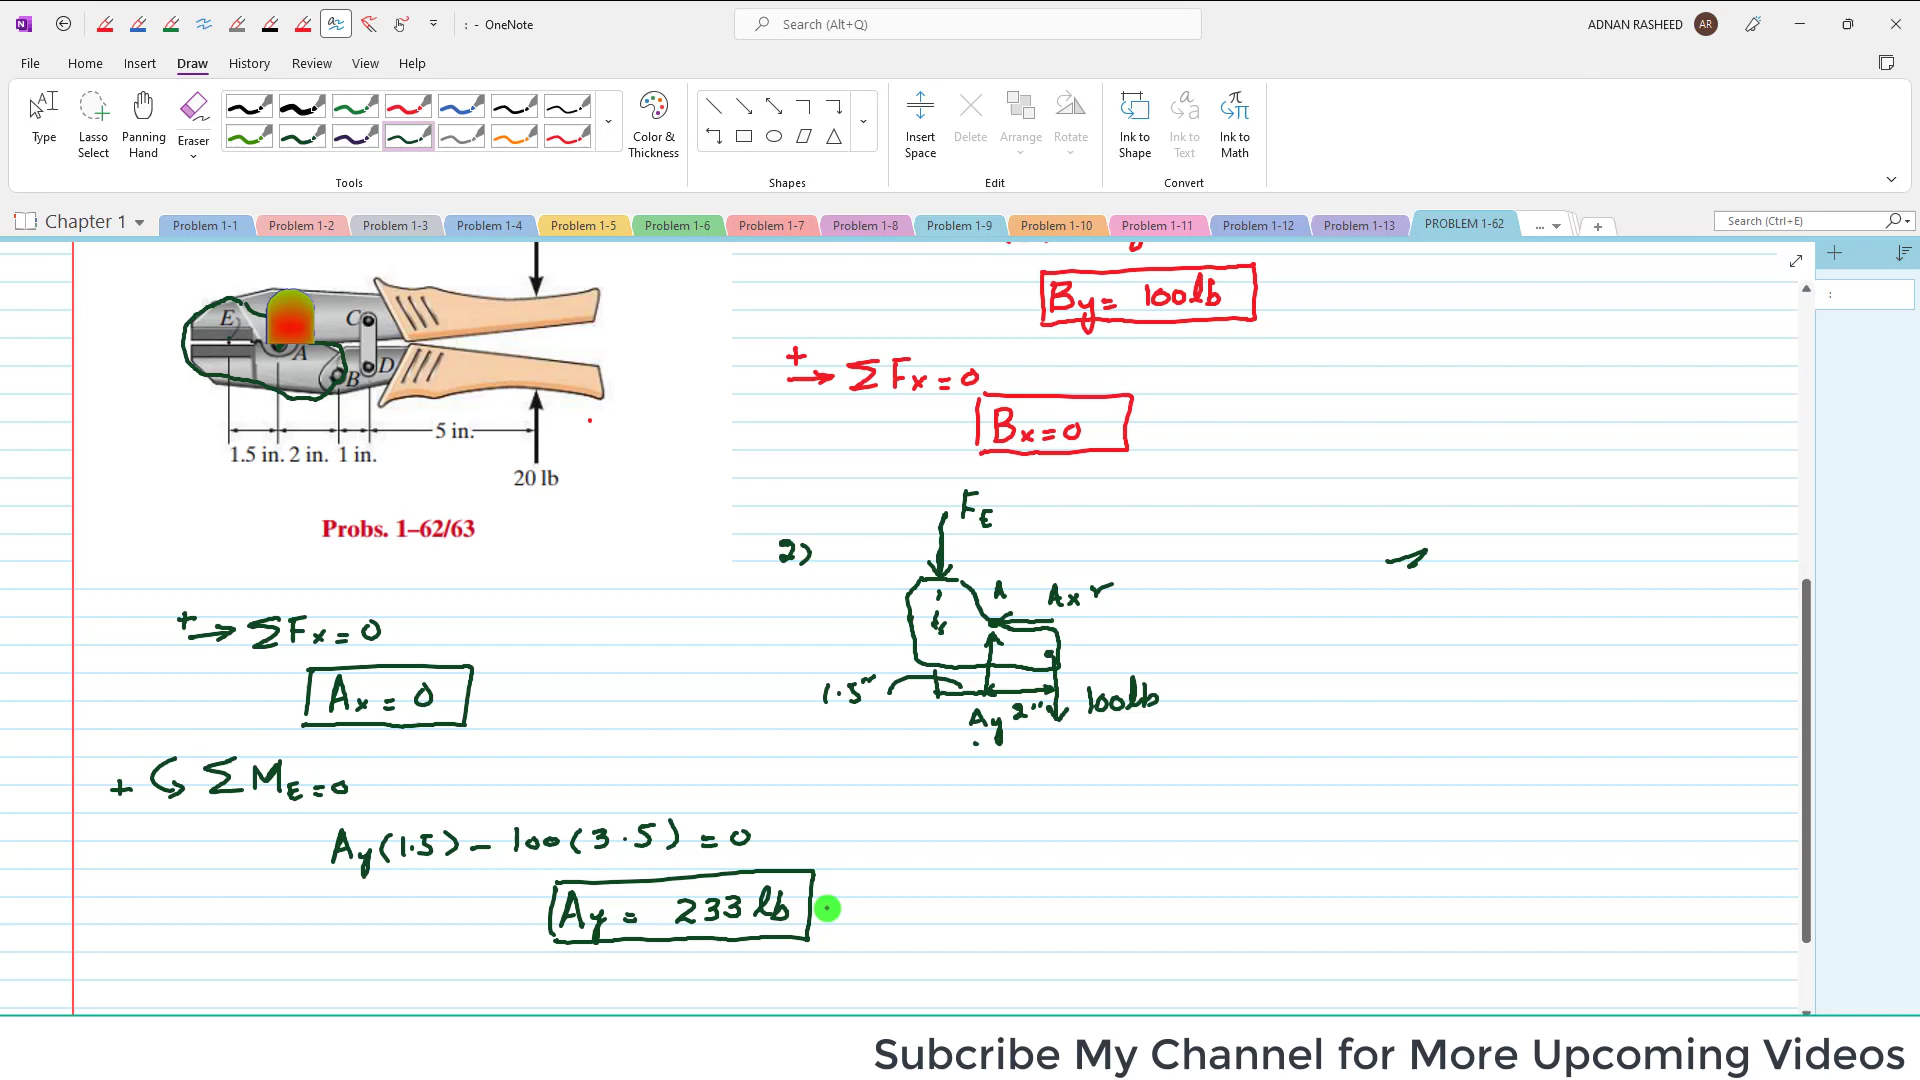 - OneNote
Search (Alt+Q)
ADNAN RASHEED
AR
File Home Insert Draw History Review View Help
Type
Lasso Select
Panning Hand
Eraser
Color & Thickness
Insert Space
Delete
Arrange
Rotate
Ink to Shape
Ink to Text
Ink to Math
Tools
Shapes
Edit
Convert
Chapter 1
Problem 1-1 Problem 1-2 Problem 1-3 Problem 1-4 Problem 1-5 Problem 1-6 Problem 1-7 Problem 1-8 Problem 1-9 Problem 1-10 Problem 1-11 Problem 1-12 Problem 1-13 PROBLEM 1-62 ...
Search (Ctrl+E)
E
C
A
B
D
5 in.
1.5 in. 2 in. 1 in.
20 lb
Probs. 1–62/63
By = 100lb
+→ ΣFx = 0
Bx = 0
2)
FE
A
Ax
1.5"
Ay
2"
100lb
+→ ΣFx = 0
Ax = 0
+ ΣME = 0
Ay(1.5) - 100(3.5) = 0
Ay = 233 lb
Subcribe My Channel for More Upcoming Videos